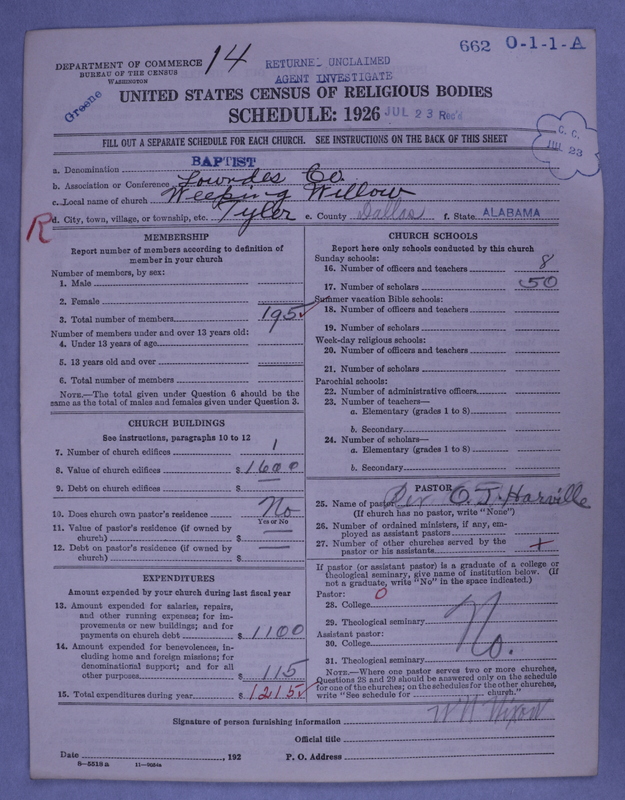 662 O-1-1-A
14
DEPARTMENT OF COMMERCE
BUREAU OF THE CENSUS
WASHINGTON
RETURNED UNCLAIMED
AGENT INVESTIGATE
Greene
UNITED STATES CENSUS OF RELIGIOUS BODIES
SCHEDULE: 1926
JUL 23 Rec'd
C. C.
JUL 23
FILL OUT A SEPARATE SCHEDULE FOR EACH CHURCH. SEE INSTRUCTIONS ON THE BACK OF THIS SHEET
a. Denomination BAPTIST
b. Association or Conference Lowndes Co
c. Local name of church Weeping Willow
R
d. City, town, village, or township, etc. Tyler e. County Dallas f. State ALABAMA
MEMBERSHIP
Report number of members according to definition of
member in your church
Number of members, by sex:
1. Male
2. Female
3. Total number of members 195
Number of members under and over 13 years old:
4. Under 13 years of age
5. 13 years old and over
6. Total number of members
NOTE.—The total given under Question 6 should be the
same as the total of males and females given under Question 3.
CHURCH BUILDINGS
See instructions, paragraphs 10 to 12
7. Number of church edifices 1
8. Value of church edifices $ 1600
9. Debt on church edifices $ —
10. Does church own pastor's residence No
Yes or No
11. Value of pastor's residence (if owned by
church) $ —
12. Debt on pastor's residence (if owned by
church) $ —
EXPENDITURES
Amount expended by your church during last fiscal year
13. Amount expended for salaries, repairs,
and other running expenses; for im-
provements or new buildings; and for
payments on church debt $ 1100
14. Amount expended for benevolences, in-
cluding home and foreign missions; for
denominational support; and for all
other purposes $ 115
15. Total expenditures during year $ 1215
CHURCH SCHOOLS
Report here only schools conducted by this church
Sunday schools:
16. Number of officers and teachers 8
17. Number of scholars 50
Summer vacation Bible schools:
18. Number of officers and teachers
19. Number of scholars
Week-day religious schools:
20. Number of officers and teachers
21. Number of scholars
Parochial schools:
22. Number of administrative officers
23. Number of teachers—
a. Elementary (grades 1 to 8)
b. Secondary
24. Number of scholars—
a. Elementary (grades 1 to 8)
b. Secondary
PASTOR
25. Name of pastor Rev O. J. Harville
(If church has no pastor, write "None")
26. Number of ordained ministers, if any, em-
ployed as assistant pastors
27. Number of other churches served by the
pastor or his assistants +
If pastor (or assistant pastor) is a graduate of a college or
theological seminary, give name of institution below. (If
not a graduate, write "No" in the space indicated.)
Pastor: 0
28. College
29. Theological seminary
Assistant pastor:
No.
30. College
31. Theological seminary
NOTE.—Where one pastor serves two or more churches,
Questions 28 and 29 should be answered only on the schedule
for one of the churches; on the schedules for the other churches,
write "See schedule for church."
Signature of person furnishing information W N Nixon
Official title
Date , 192 P. O. Address
8—5513 a 11—9084a